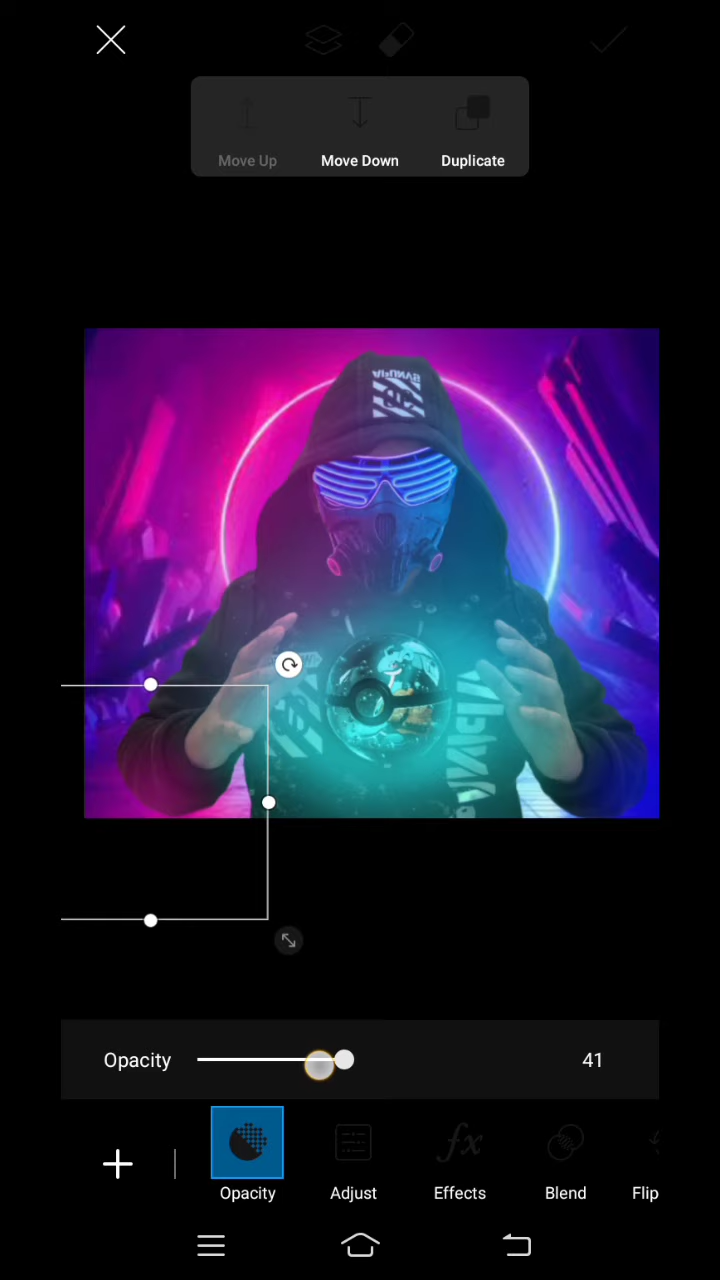 Move Up
Move Down
Duplicate
Opacity
41
Opacity
Adjust
Effects
Blend
Flip